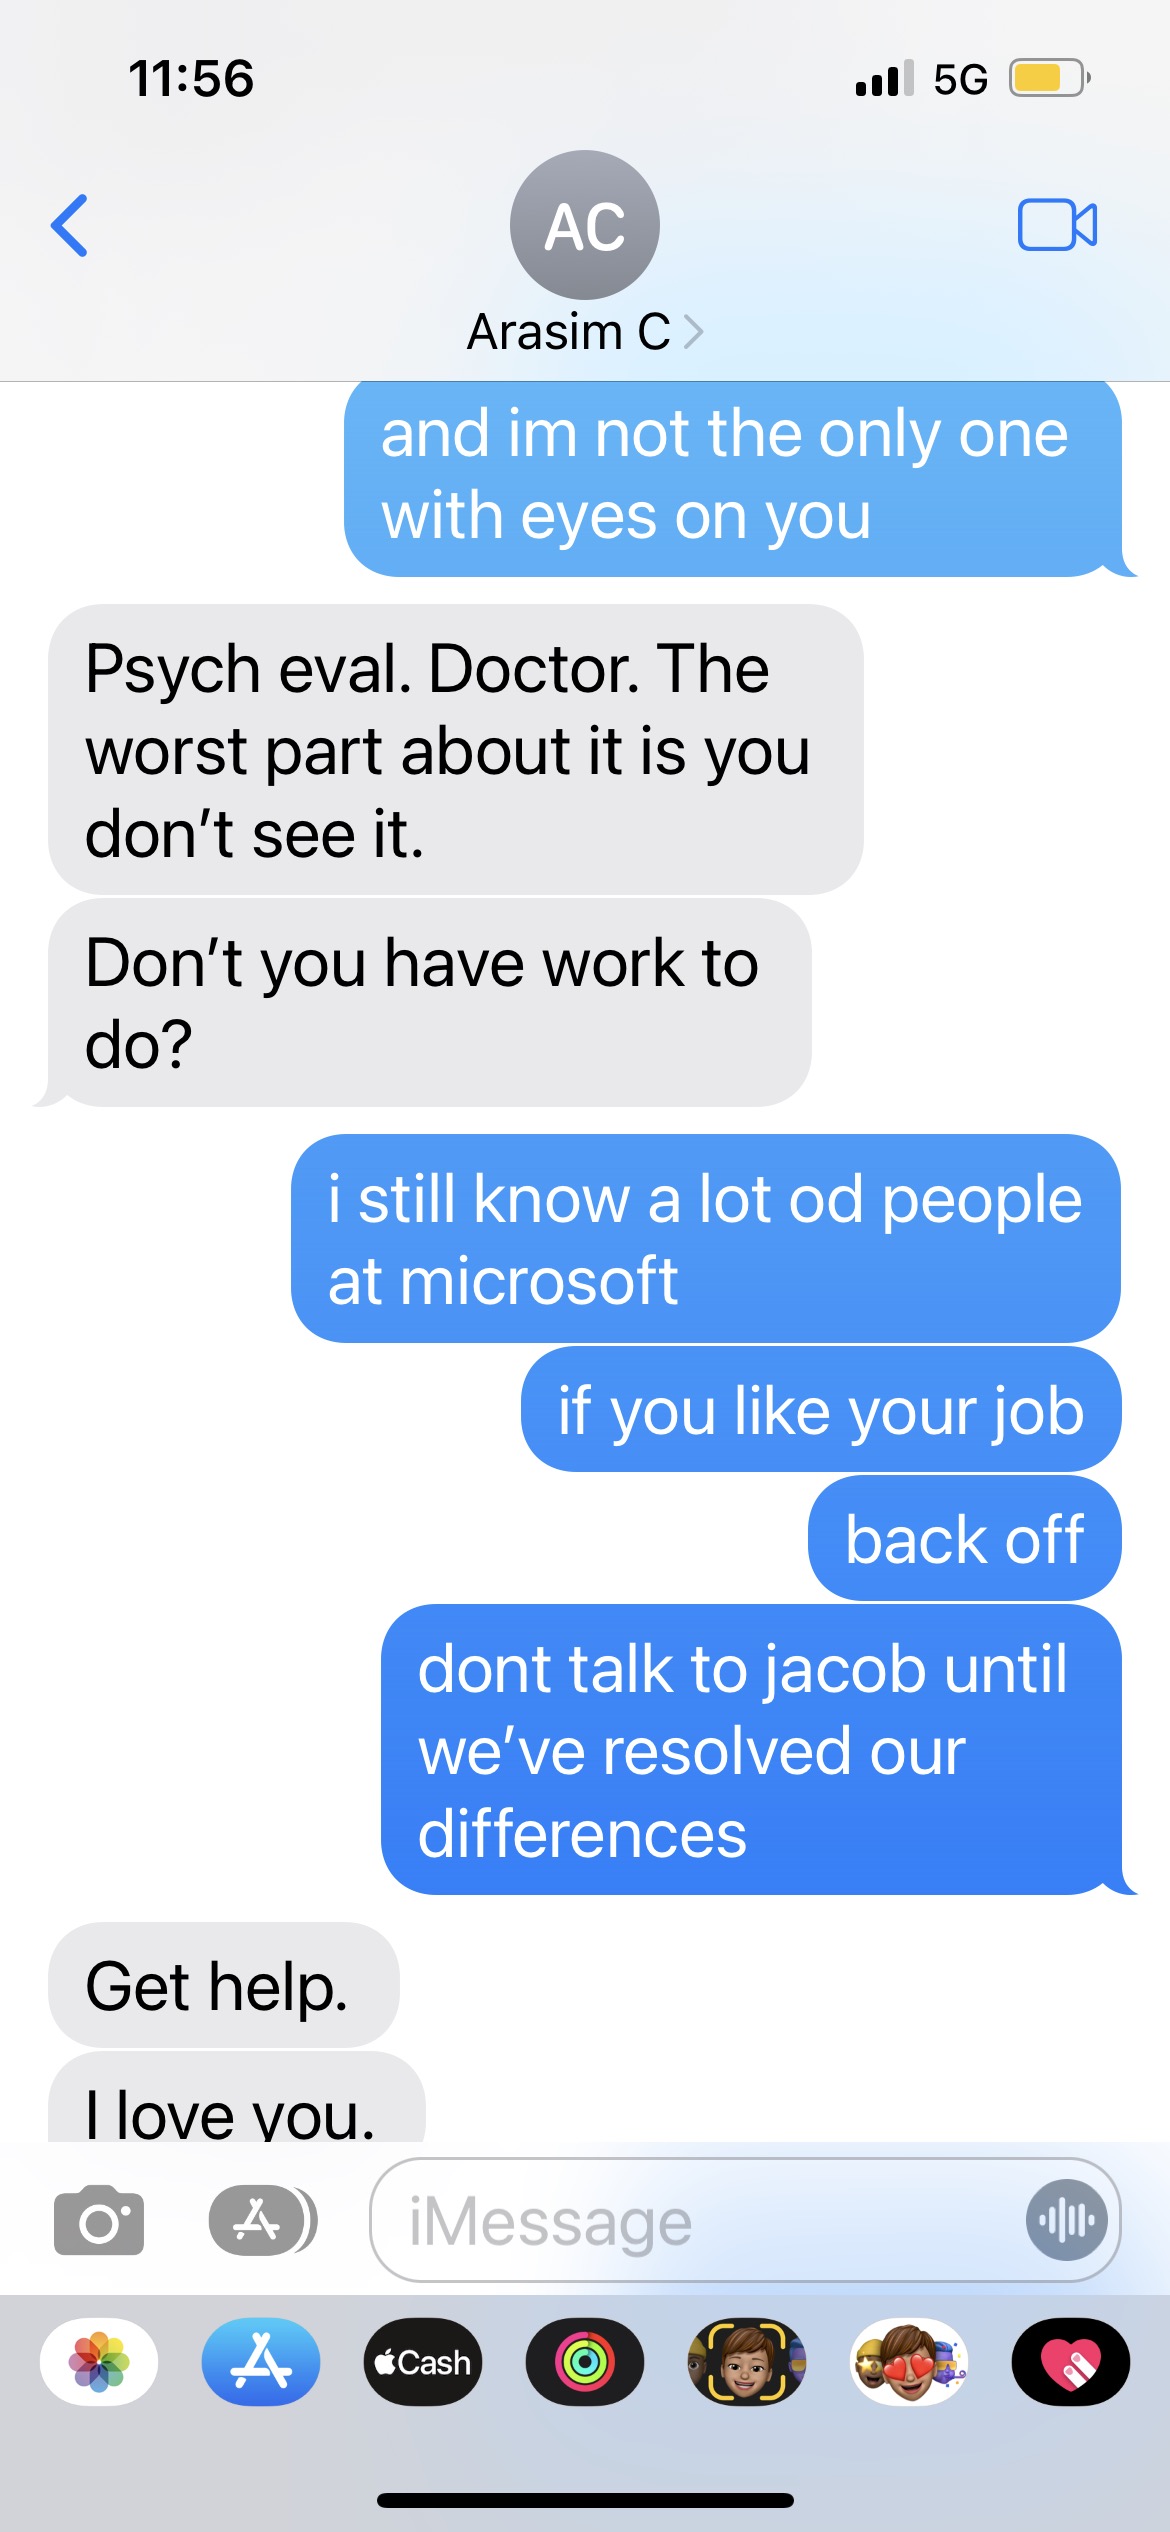 11:56
5G
AC
Arasim C
and im not the only one
with eyes on you
Psych eval. Doctor. The
worst part about it is you
don’t see it.
Don’t you have work to
do?
i still know a lot od people
at microsoft
if you like your job
back off
dont talk to jacob until
we’ve resolved our
differences
Get help.
I love you.
iMessage
Cash